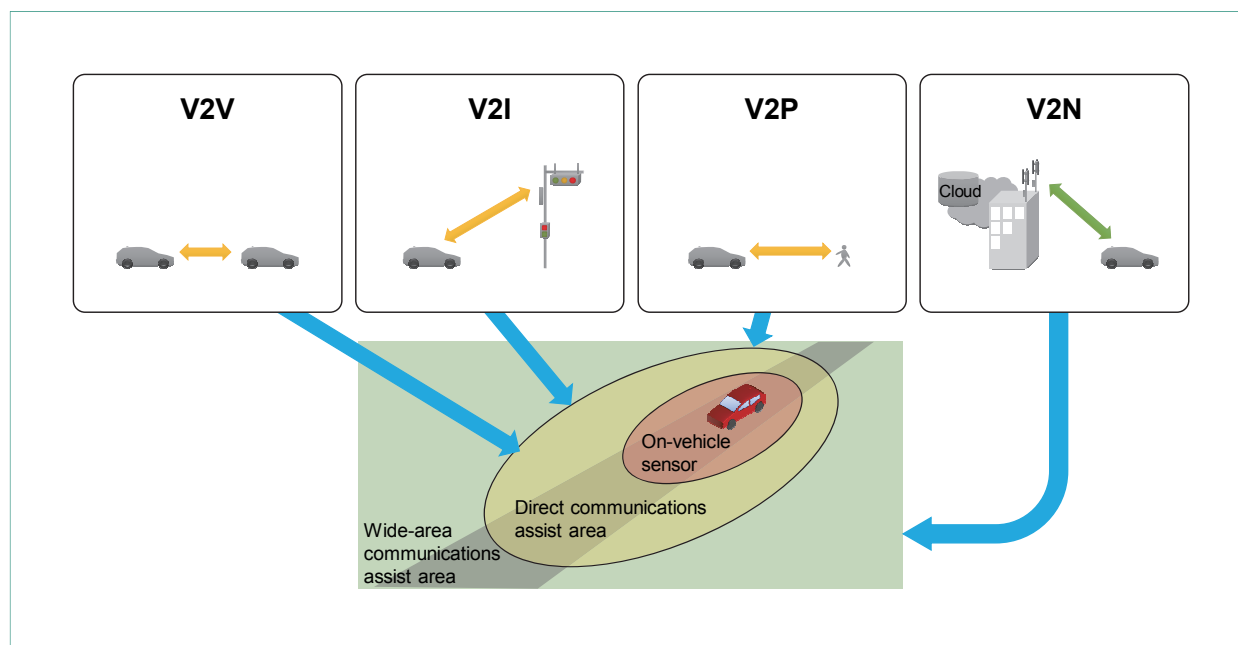 V2V
V2I
V2P
V2N
Cloud
On-vehicle
sensor
Direct communications
assist area
Wide-area
communications
assist area